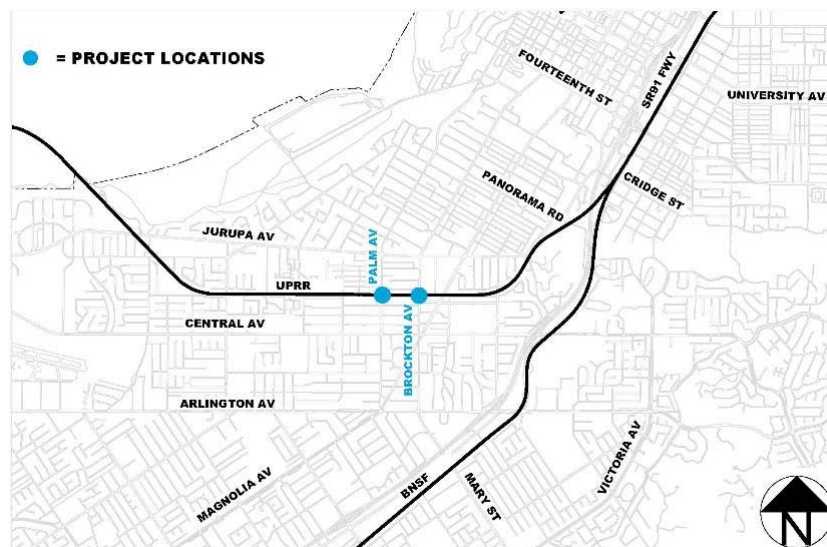 = PROJECT LOCATIONS
FOURTEENTH ST
SR91 FWY
UNIVERSITY AV
PANORAMA RD
CRIDGE ST
JURUPA AV
PALM AV
UPRR
CENTRAL AV
BROCKTON AV
ARLINGTON AV
MAGNOLIA AV
BNSF
MARY ST
VICTORIA AV
N